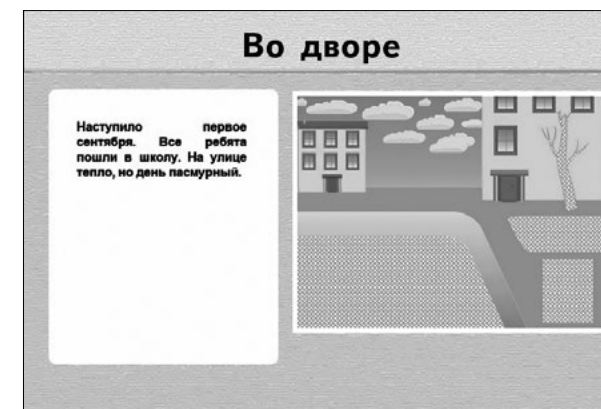 Во дворе
Наступило первое
сентября. Все ребята
пошли в школу. На улице
тепло, но день пасмурный.